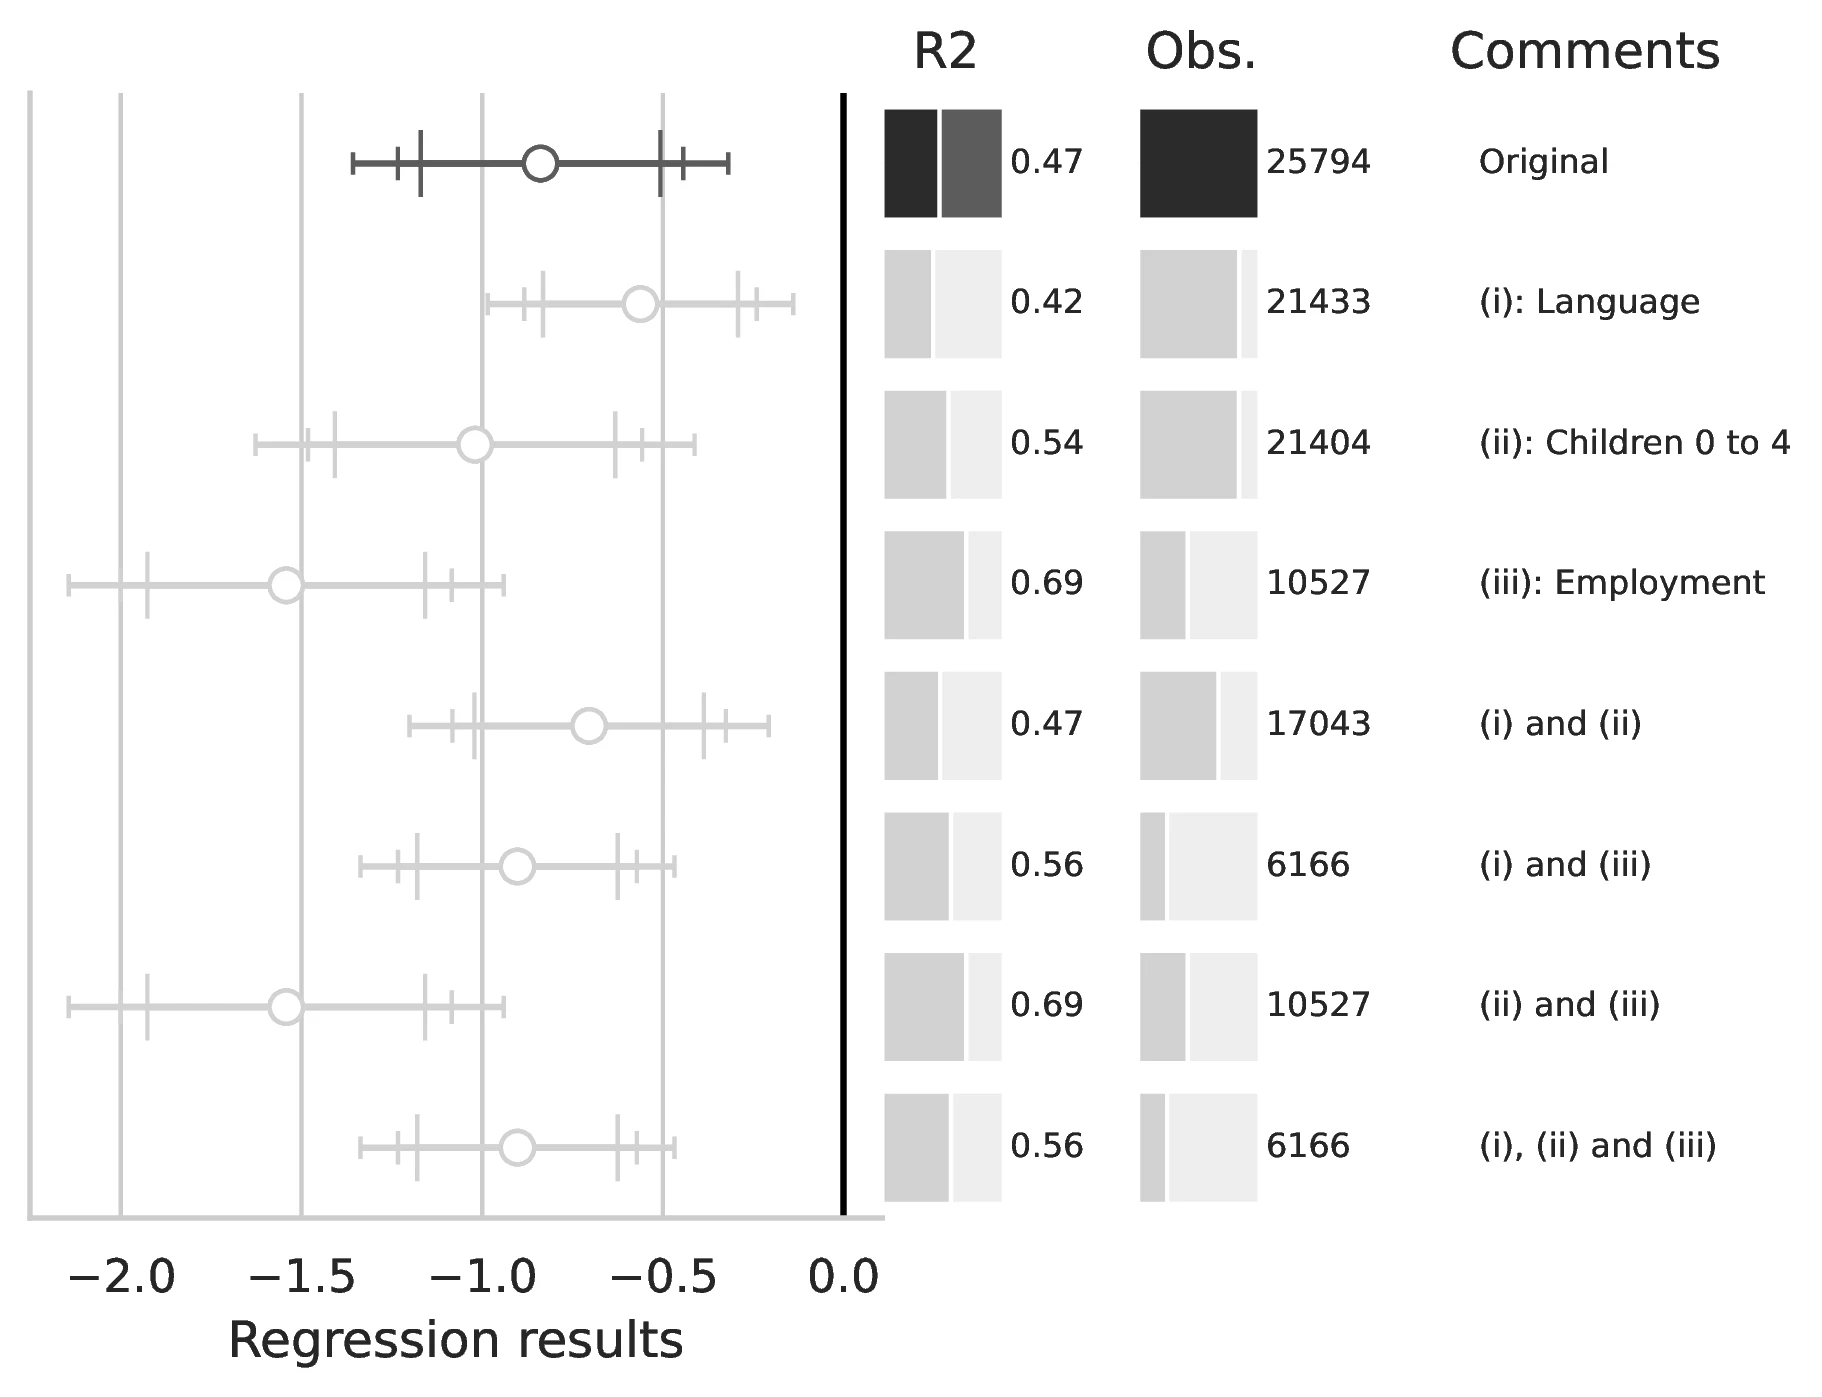 R2 Obs. Comments
0.47 25794 Original
0.42 21433 (i): Language
0.54 21404 (ii): Children 0 to 4
0.69 10527 (iii): Employment
0.47 17043 (i) and (ii)
0.56 6166 (i) and (iii)
0.69 10527 (ii) and (iii)
0.56 6166 (i), (ii) and (iii)
−2.0 −1.5 −1.0 −0.5 0.0
Regression results